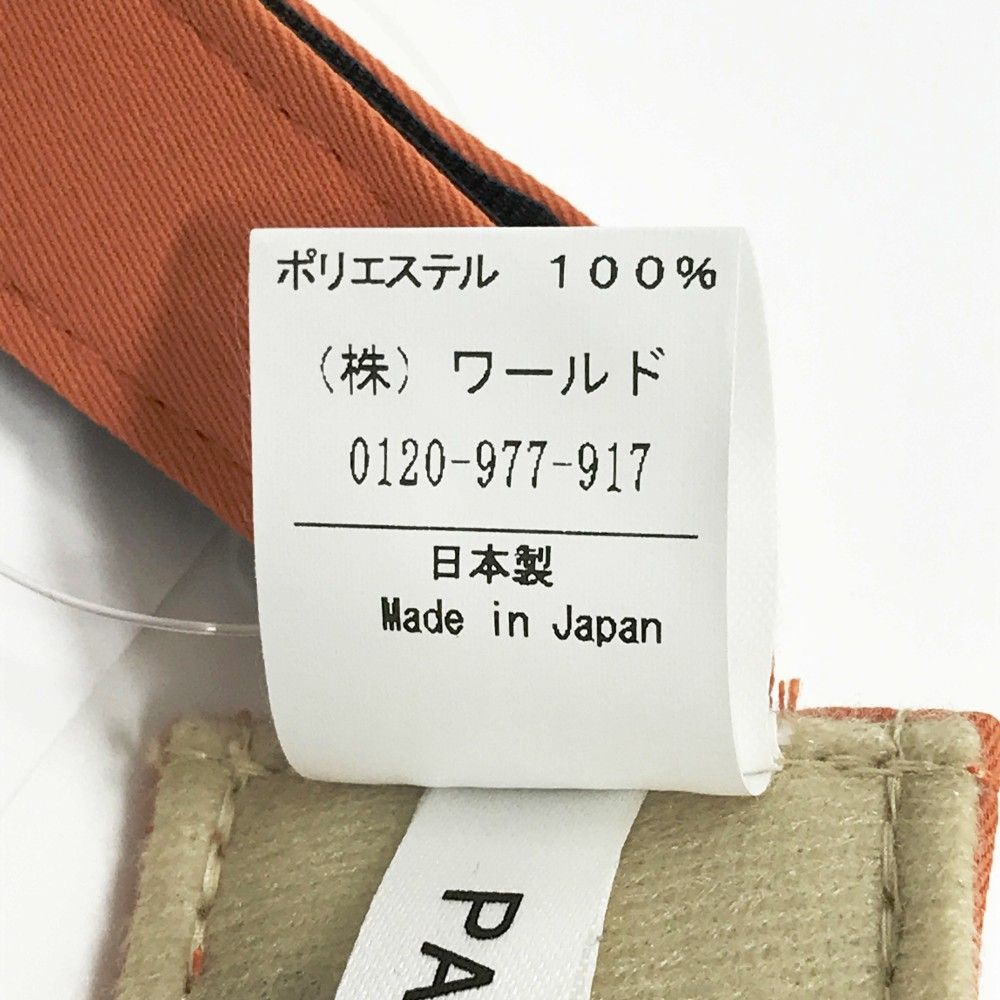 ポリエステル　１００％
（株）ワールド
0120-977-917
日本製
Made in Japan
PA